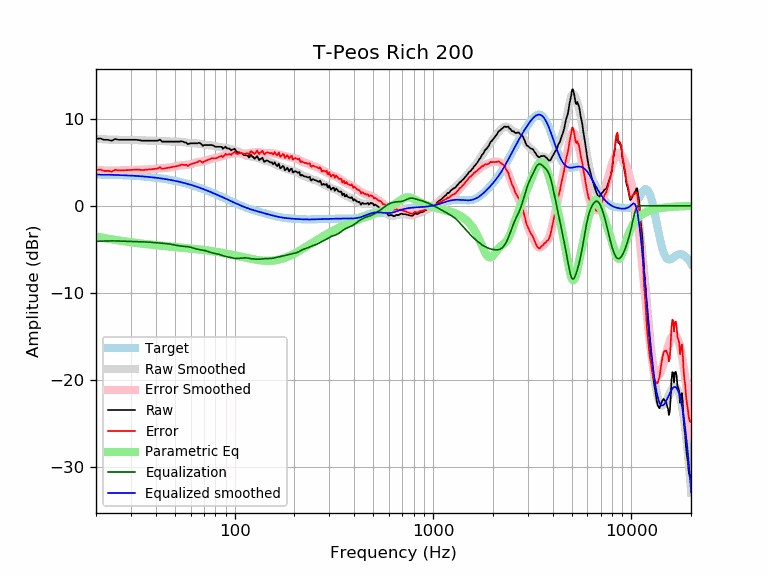 T-Peos Rich 200
Amplitude (dBr)
10
0
−10
−20
−30
Target
Raw Smoothed
Error Smoothed
Raw
Error
Parametric Eq
Equalization
Equalized smoothed
100
1000
10000
Frequency (Hz)